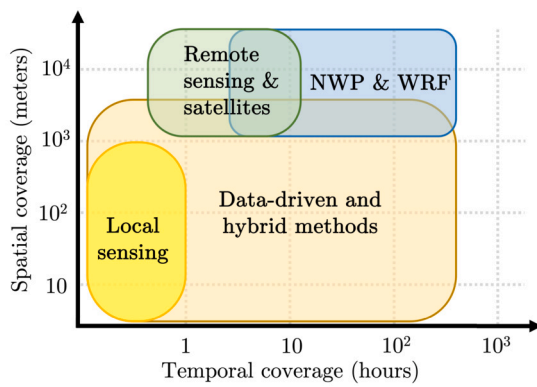 Spatial coverage (meters)
10⁴
10³
10²
10
Remote
sensing &
satellites
NWP & WRF
Data-driven and
hybrid methods
Local
sensing
1
10
10²
10³
Temporal coverage (hours)